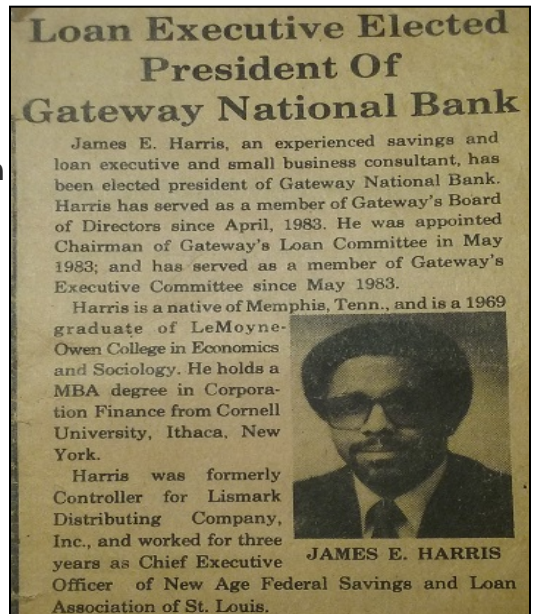 Loan Executive Elected
President Of
Gateway National Bank
James E. Harris, an experienced savings and
loan executive and small business consultant, has
been elected president of Gateway National Bank.
Harris has served as a member of Gateway's Board
of Directors since April, 1983. He was appointed
Chairman of Gateway's Loan Committee in May
1983; and has served as a member of Gateway's
Executive Committee since May 1983.
Harris is a native of Memphis, Tenn., and is a 1969
graduate of LeMoyne-
Owen College in Economics
and Sociology. He holds a
MBA degree in Corpora-
tion Finance from Cornell
University, Ithaca, New
York.
Harris was formerly
Controller for Lismark
Distributing Company,
Inc., and worked for three
years as Chief Executive
Officer of New Age Federal Savings and Loan
Association of St. Louis.
JAMES E. HARRIS